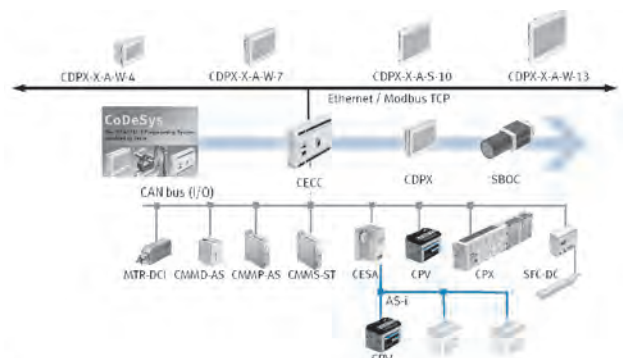 CDPX-X-A-W-4
CDPX-X-A-W-7
CDPX-X-A-S-10
CDPX-X-A-W-13
Ethernet / Modbus TCP
CoDeSys
CECC
CDPX
SBOC
CAN bus (I/O)
MTR-DCI
CMMD-AS
CMMP-AS
CMMS-ST
CESA
CPV
CPX
SFC-DC
AS-i
CPV